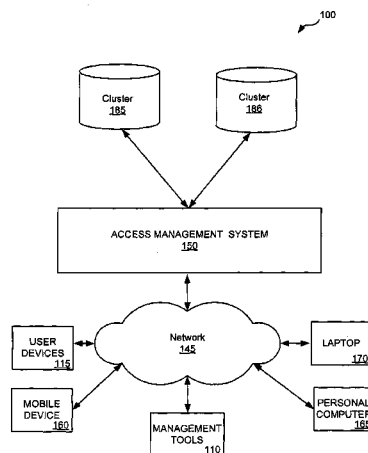 100
Cluster
185
Cluster
186
ACCESS MANAGEMENT SYSTEM
150
Network
145
USER
DEVICES 115
LAPTOP
170
MOBILE
DEVICE 160
MANAGEMENT
TOOLS 110
PERSONAL
COMPUTER 165